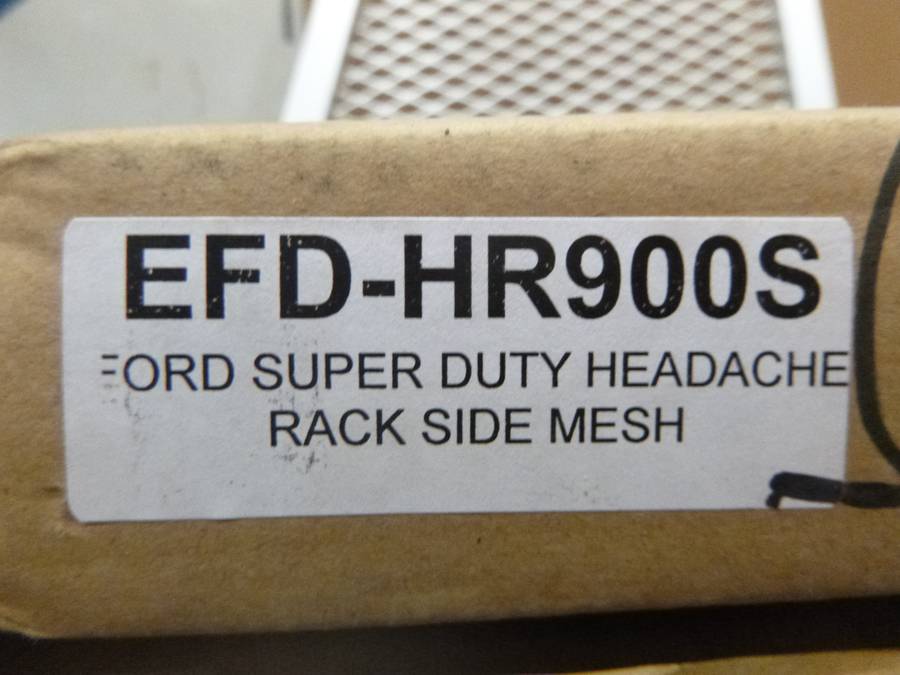 EFD-HR900S
FORD SUPER DUTY HEADACHE
RACK SIDE MESH